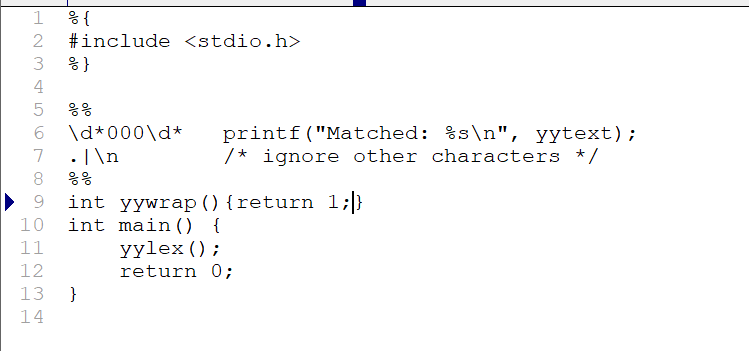 1 %{
2 #include <stdio.h>
3 %}
4
5 %%
6 \d*000\d*   printf("Matched: %s\n", yytext);
7 .|\n        /* ignore other characters */
8 %%
9 int yywrap(){return 1;}
10 int main() {
11     yylex();
12     return 0;
13 }
14